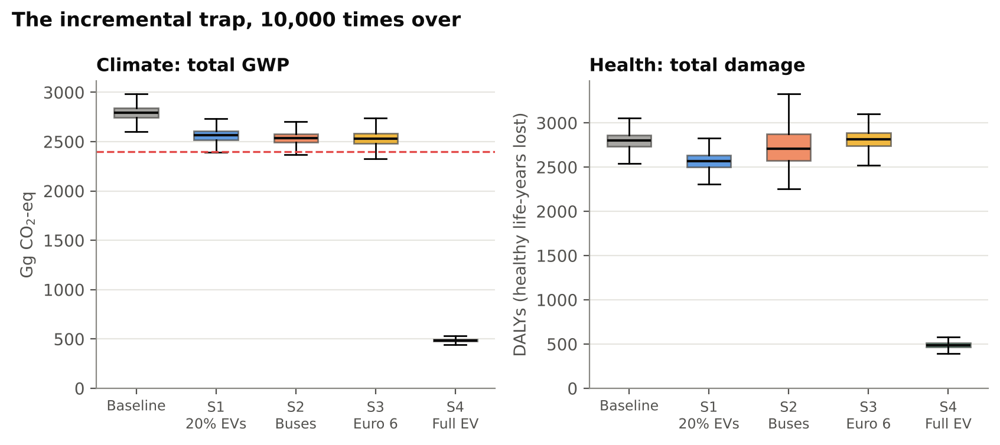 The incremental trap, 10,000 times over
Climate: total GWP
Gg CO₂-eq
3000
2500
2000
1500
1000
500
0
Baseline
S1
20% EVs
S2
Buses
S3
Euro 6
S4
Full EV
Health: total damage
DALYs (healthy life-years lost)
3000
2500
2000
1500
1000
500
0
Baseline
S1
20% EVs
S2
Buses
S3
Euro 6
S4
Full EV